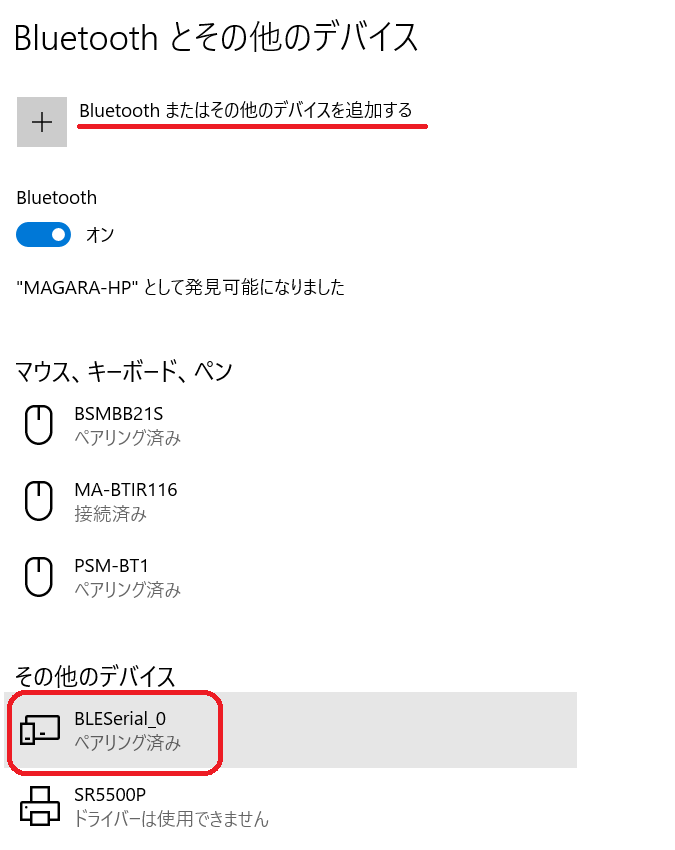 Bluetooth とその他のデバイス
Bluetooth またはその他のデバイスを追加する
Bluetooth
オン
"MAGARA-HP" として発見可能になりました
マウス、キーボード、ペン
BSMBB21S
ペアリング済み
MA-BTIR116
接続済み
PSM-BT1
ペアリング済み
その他のデバイス
BLESerial_0
ペアリング済み
SR5500P
ドライバーは使用できません